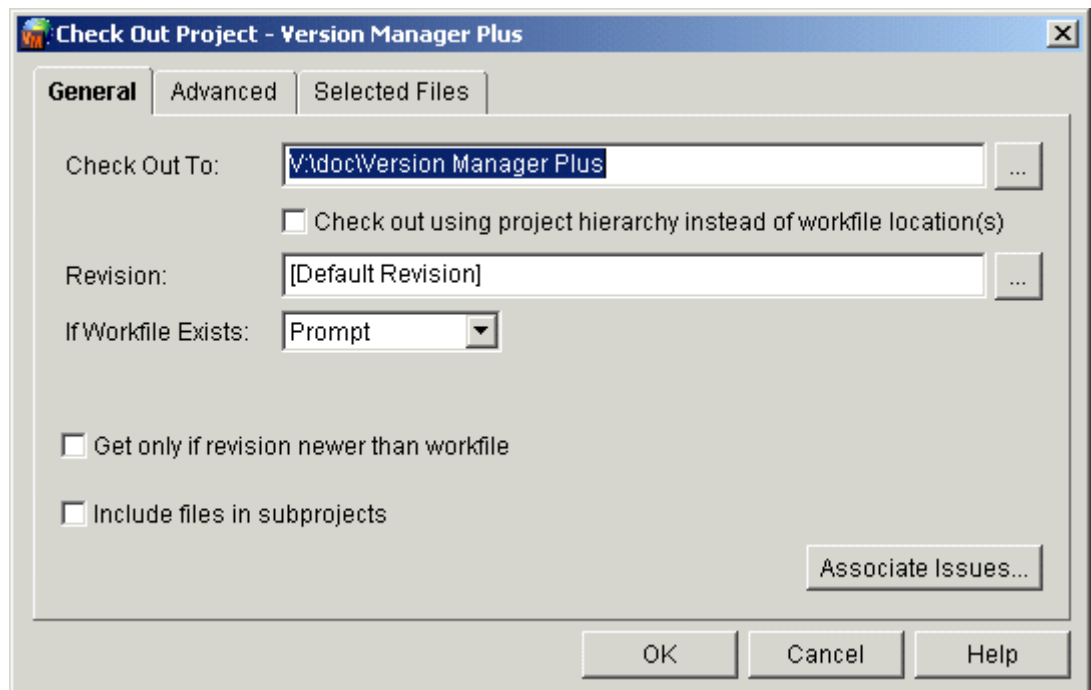 VM Check Out Project - Version Manager Plus
General Advanced Selected Files
Check Out To: V:\doc\Version Manager Plus ...
Check out using project hierarchy instead of workfile location(s)
Revision: [Default Revision] ...
If Workfile Exists: Prompt
Get only if revision newer than workfile
Include files in subprojects
Associate Issues...
OK Cancel Help